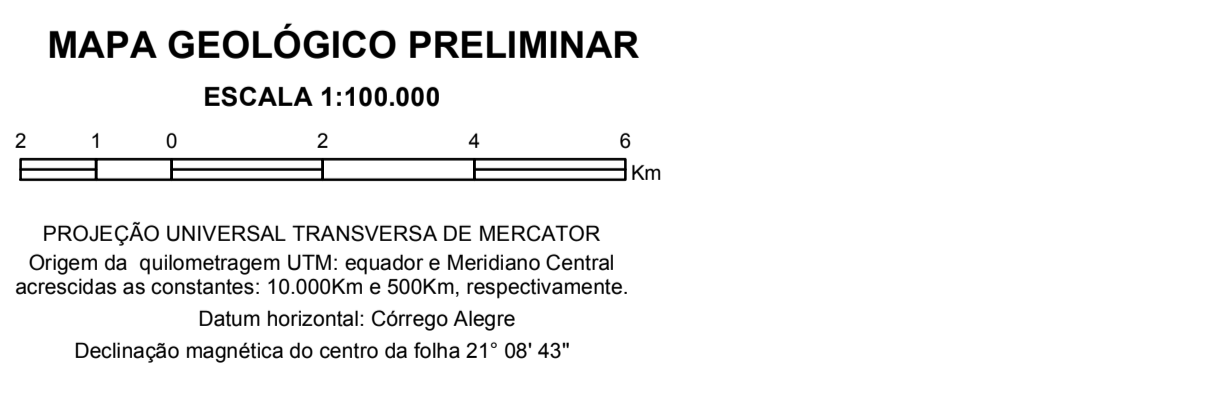 MAPA GEOLÓGICO PRELIMINAR
ESCALA 1:100.000
2 1 0 2 4 6
Km
PROJEÇÃO UNIVERSAL TRANSVERSA DE MERCATOR
Origem da quilometragem UTM: equador e Meridiano Central
acrescidas as constantes: 10.000Km e 500Km, respectivamente.
Datum horizontal: Córrego Alegre
Declinação magnética do centro da folha 21° 08' 43"